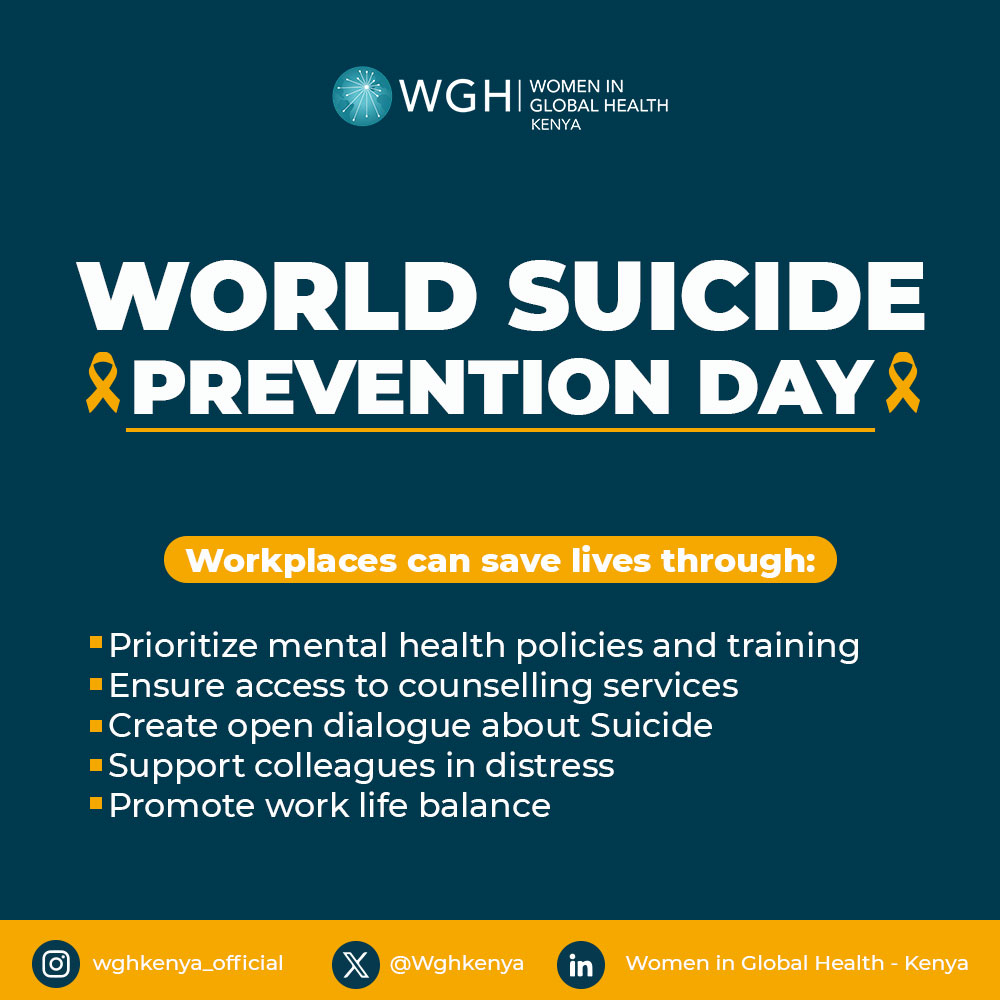 WGH
WOMEN IN
GLOBAL HEALTH
KENYA
WORLD SUICIDE
PREVENTION DAY
Workplaces can save lives through:
Prioritize mental health policies and training
Ensure access to counselling services
Create open dialogue about Suicide
Support colleagues in distress
Promote work life balance
wghkenya_official
@Wghkenya
Women in Global Health - Kenya